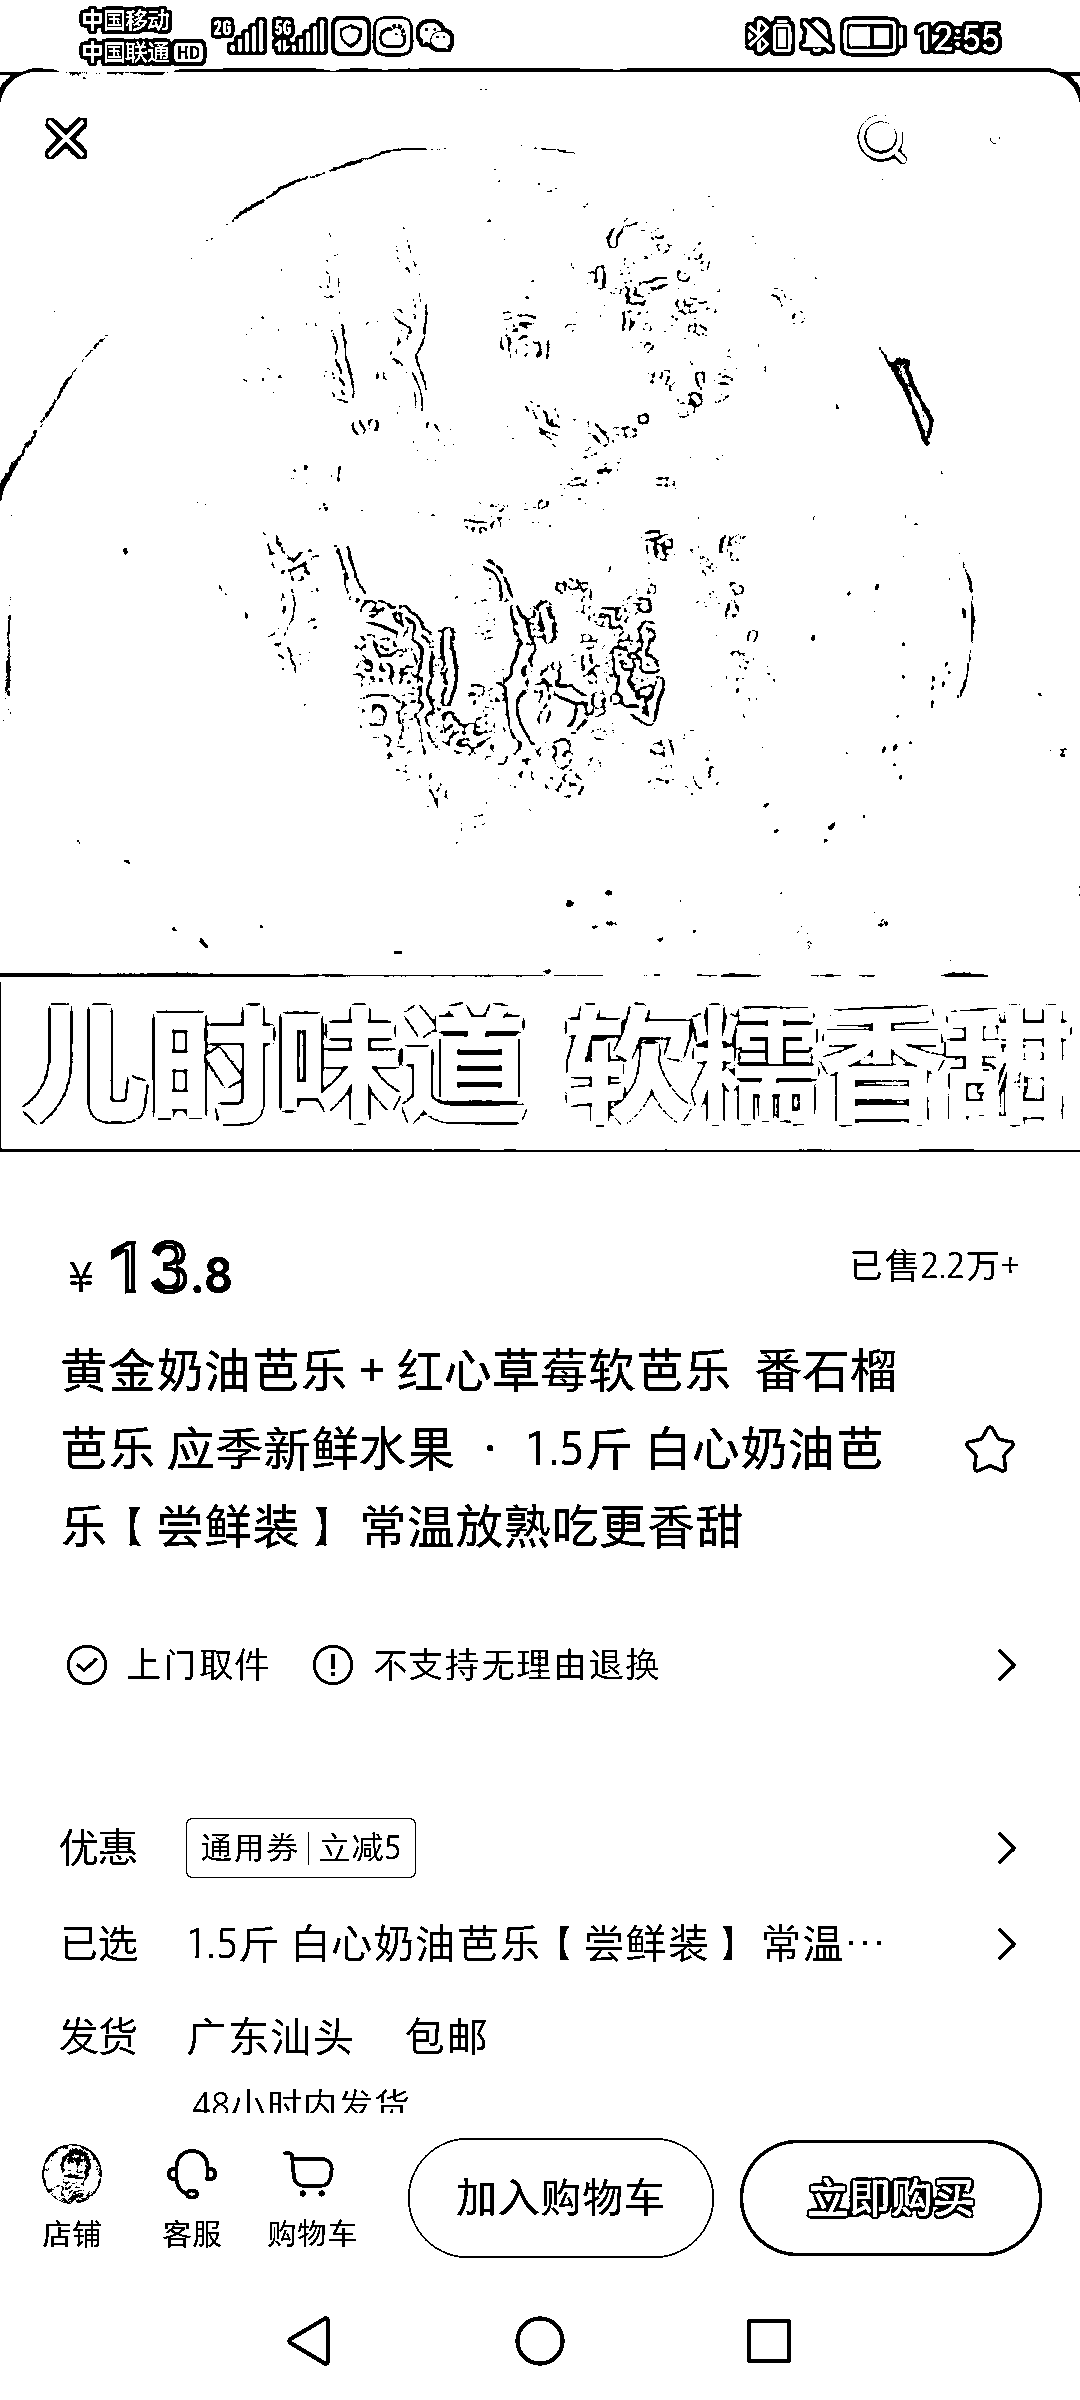 中国移动
中国联通 HD 2G 5G 12:55
儿时味道 软糯香甜
¥13.8 已售2.2万+
黄金奶油芭乐+红心草莓软芭乐 番石榴
芭乐 应季新鲜水果 · 1.5斤 白心奶油芭
乐【尝鲜装】 常温放熟吃更香甜
上门取件 不支持无理由退换
优惠 通用券 立减5
已选 1.5斤 白心奶油芭乐【尝鲜装】 常温…
发货 广东汕头 包邮
48小时内发货
店铺 客服 购物车 加入购物车 立即购买